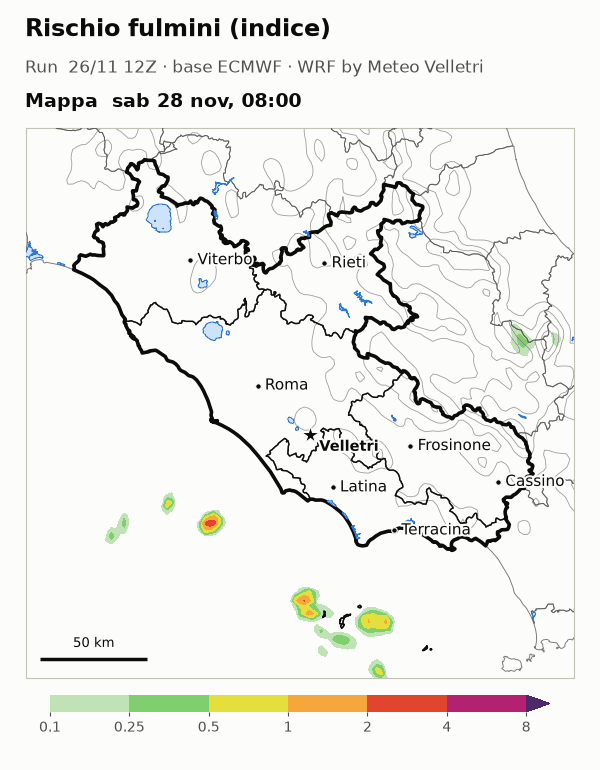 Rischio fulmini (indice)
Run  26/11 12Z · base ECMWF · WRF by Meteo Velletri
Mappa  sab 28 nov, 08:00
Viterbo
Rieti
Roma
Velletri
Frosinone
Latina
Cassino
Terracina
50 km
0.1 0.25 0.5 1 2 4 8